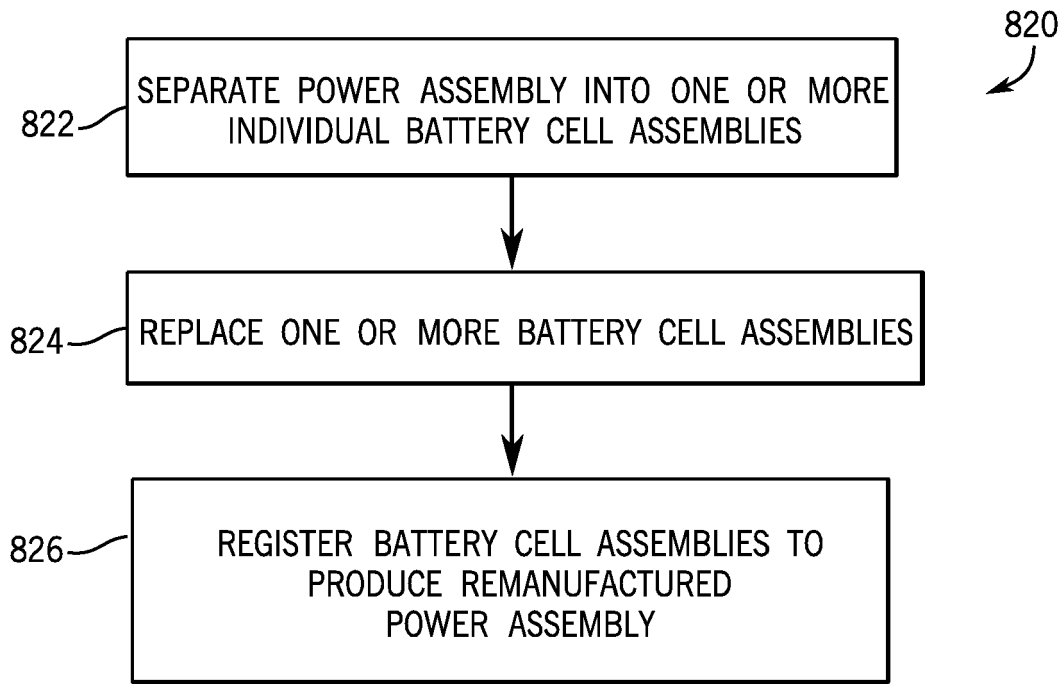 820
822
SEPARATE POWER ASSEMBLY INTO ONE OR MORE
INDIVIDUAL BATTERY CELL ASSEMBLIES
824
REPLACE ONE OR MORE BATTERY CELL ASSEMBLIES
826
REGISTER BATTERY CELL ASSEMBLIES TO
PRODUCE REMANUFACTURED
POWER ASSEMBLY